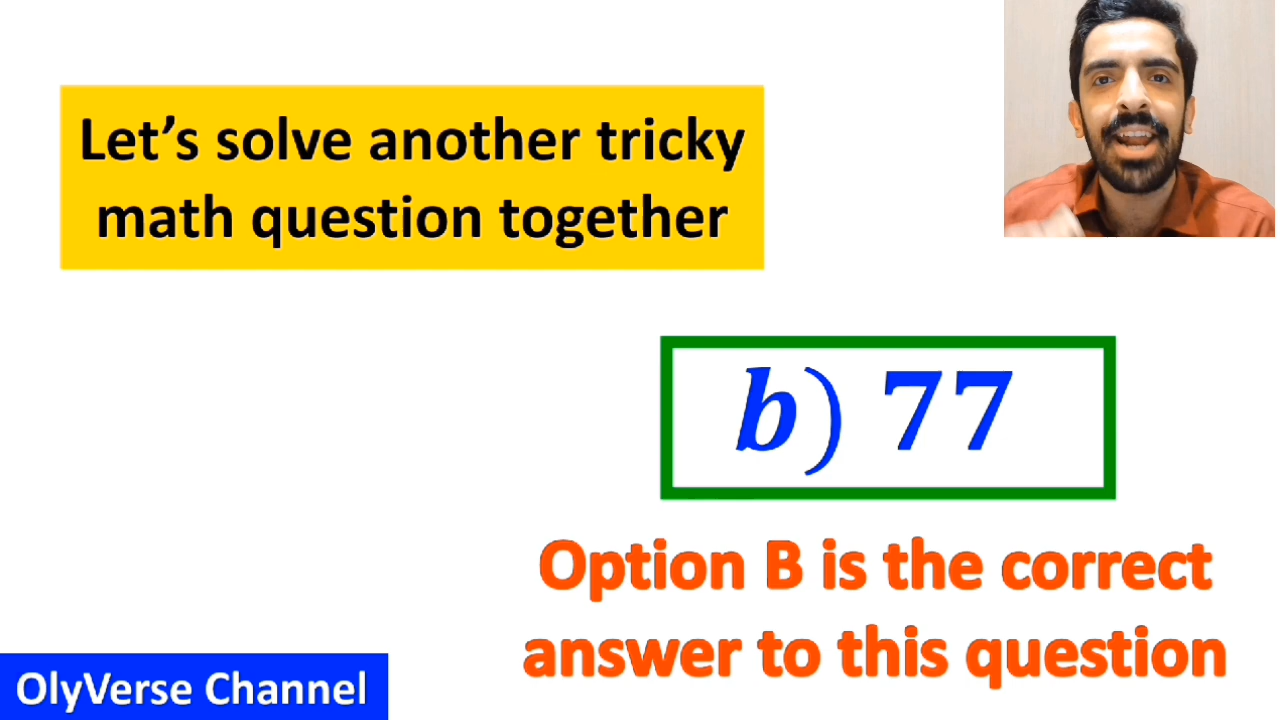 Let's solve another tricky
math question together
b) 77
Option B is the correct
answer to this question
OlyVerse Channel